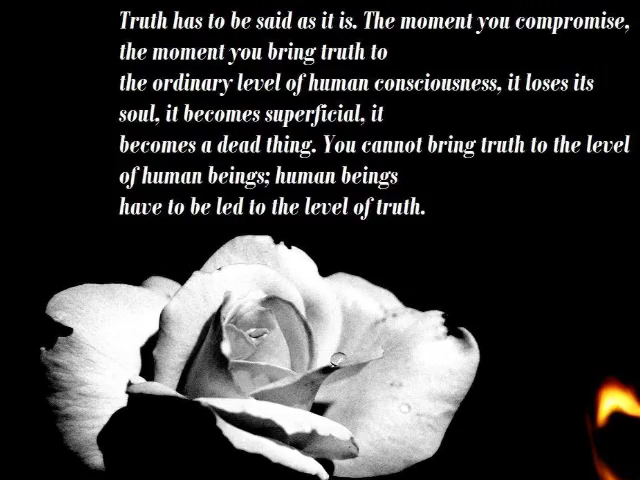 Truth has to be said as it is. The moment you compromise,
the moment you bring truth to
the ordinary level of human consciousness, it loses its
soul, it becomes superficial, it
becomes a dead thing. You cannot bring truth to the level
of human beings; human beings
have to be led to the level of truth.